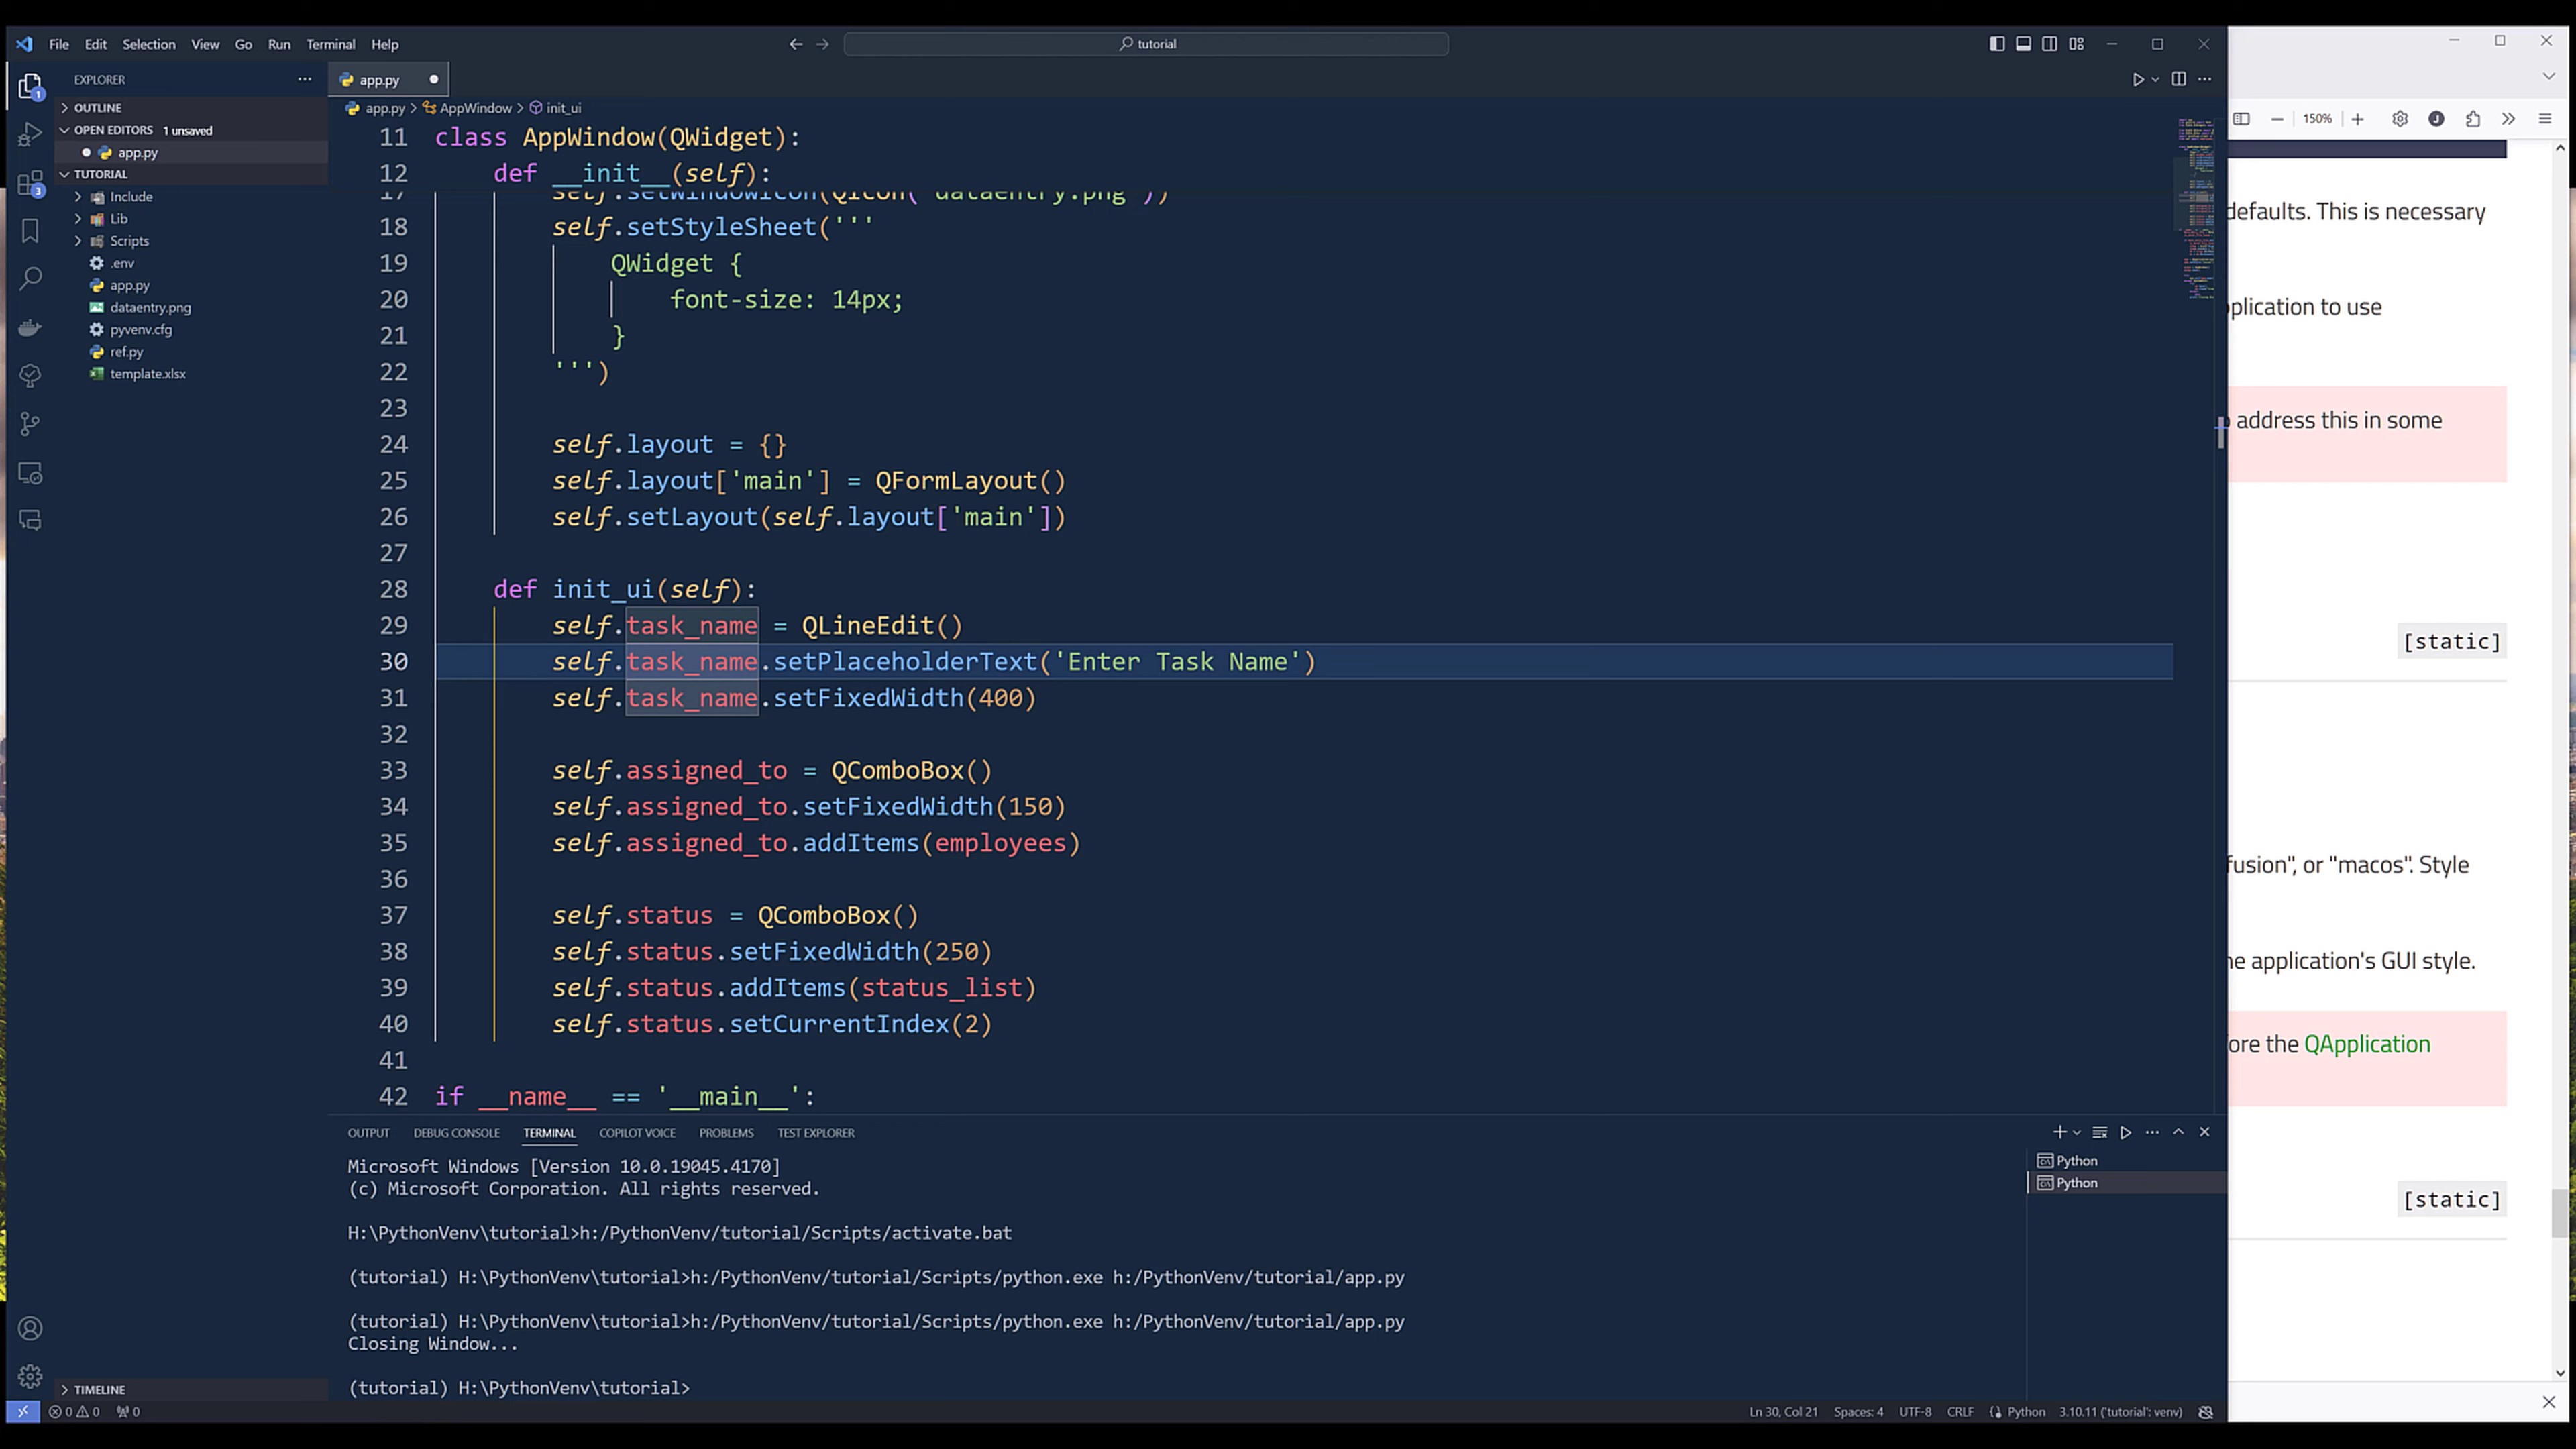 File Edit Selection View Go Run Terminal Help
tutorial
EXPLORER
OUTLINE
OPEN EDITORS 1 unsaved
app.py
TUTORIAL
Include
Lib
Scripts
.env
app.py
dataentry.png
pyvenv.cfg
ref.py
template.xlsx
TIMELINE
1
3
app.py
app.py > AppWindow > init_ui
11 class AppWindow(QWidget):
12 def __init__(self):
17 self.setWindowIcon(QIcon('dataentry.png'))
18 self.setStyleSheet('''
19 QWidget {
20 font-size: 14px;
21 }
22 ''')
23
24 self.layout = {}
25 self.layout['main'] = QFormLayout()
26 self.setLayout(self.layout['main'])
27
28 def init_ui(self):
29 self.task_name = QLineEdit()
30 self.task_name.setPlaceholderText('Enter Task Name')
31 self.task_name.setFixedWidth(400)
32
33 self.assigned_to = QComboBox()
34 self.assigned_to.setFixedWidth(150)
35 self.assigned_to.addItems(employees)
36
37 self.status = QComboBox()
38 self.status.setFixedWidth(250)
39 self.status.addItems(status_list)
40 self.status.setCurrentIndex(2)
41
42 if __name__ == '__main__':
OUTPUT DEBUG CONSOLE TERMINAL COPILOT VOICE PROBLEMS TEST EXPLORER
Microsoft Windows [Version 10.0.19045.4170]
(c) Microsoft Corporation. All rights reserved.
H:\PythonVenv\tutorial>h:/PythonVenv/tutorial/Scripts/activate.bat
(tutorial) H:\PythonVenv\tutorial>h:/PythonVenv/tutorial/Scripts/python.exe h:/PythonVenv/tutorial/app.py
(tutorial) H:\PythonVenv\tutorial>h:/PythonVenv/tutorial/Scripts/python.exe h:/PythonVenv/tutorial/app.py
Closing Window...
(tutorial) H:\PythonVenv\tutorial>
Python
Python
0 0 0
Ln 30, Col 21 Spaces: 4 UTF-8 CRLF Python 3.10.11 ('tutorial': venv)
150%
J
defaults. This is necessary
plication to use
address this in some
[static]
fusion", or "macos". Style
application's GUI style.
ore the QApplication
[static]